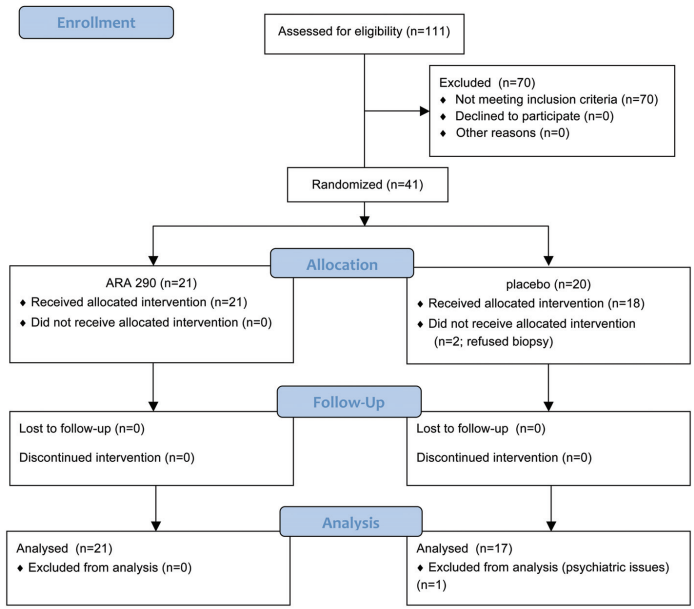 Enrollment
Assessed for eligibility (n=111)
Excluded (n=70)
♦ Not meeting inclusion criteria (n=70)
♦ Declined to participate (n=0)
♦ Other reasons (n=0)
Randomized (n=41)
Allocation
ARA 290 (n=21)
♦ Received allocated intervention (n=21)
♦ Did not receive allocated intervention (n=0)
placebo (n=20)
♦ Received allocated intervention (n=18)
♦ Did not receive allocated intervention
(n=2; refused biopsy)
Follow-Up
Lost to follow-up (n=0)
Discontinued intervention (n=0)
Lost to follow-up (n=0)
Discontinued intervention (n=0)
Analysis
Analysed (n=21)
♦ Excluded from analysis (n=0)
Analysed (n=17)
♦ Excluded from analysis (psychiatric issues)
(n=1)